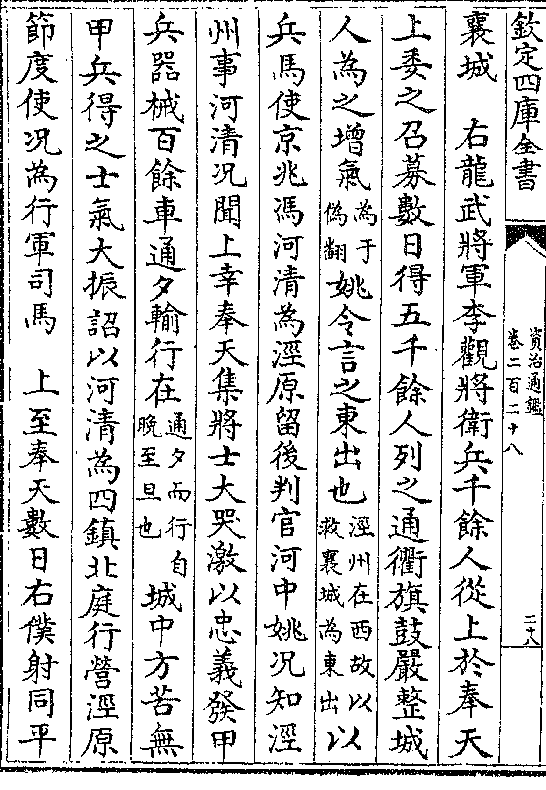 欽定四庫全書
資治通鑑
卷二百二十八
二十八
襄城　右龍武將軍李觀將衛兵千餘人從上於奉天
上委之召募數日得五千餘人列之通衢旗鼓嚴整城
人為之增氣為于偽翻姚令言之東出也涇州在西故以救襄城為東出以
兵馬使京兆馮河清為涇原留後判官河中姚况知涇
州事河清况聞上幸奉天集將士大哭激以忠義發甲
兵器械百餘車通夕輸行在通夕而行自晚至旦也城中方苦無
甲兵得之士氣大振詔以河清為四鎮北庭行營涇原
節度使况為行軍司馬　上至奉天數日右僕射同平